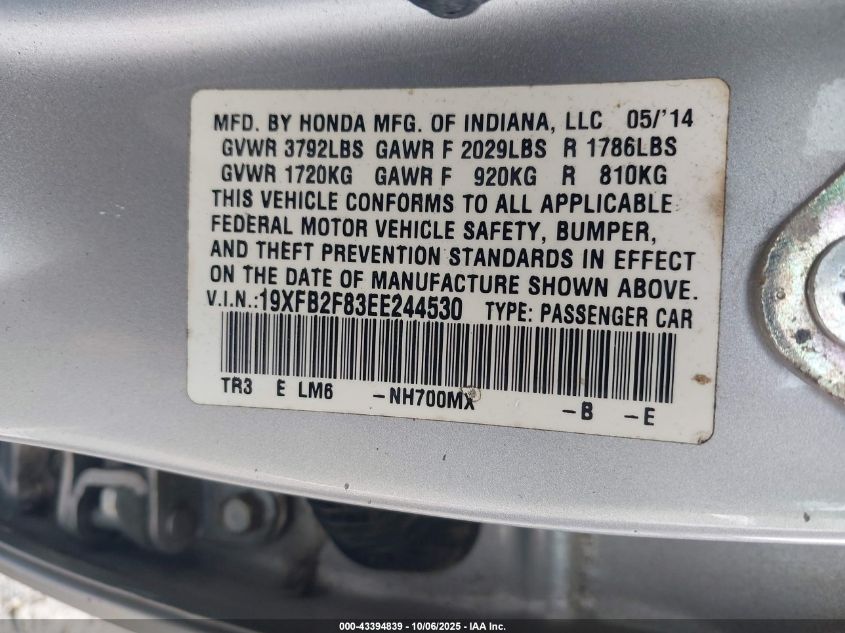 MFD. BY HONDA MFG. OF INDIANA, LLC 05/'14
GVWR 3792LBS GAWR F 2029LBS R 1786LBS
GVWR 1720KG GAWR F 920KG R 810KG
THIS VEHICLE CONFORMS TO ALL APPLICABLE
FEDERAL MOTOR VEHICLE SAFETY, BUMPER,
AND THEFT PREVENTION STANDARDS IN EFFECT
ON THE DATE OF MANUFACTURE SHOWN ABOVE.
V.I.N.:19XFB2F83EE244530 TYPE: PASSENGER CAR
TR3 E LM6 -NH700MX -B -E
000-43394839 - 10/06/2025 - IAA Inc.